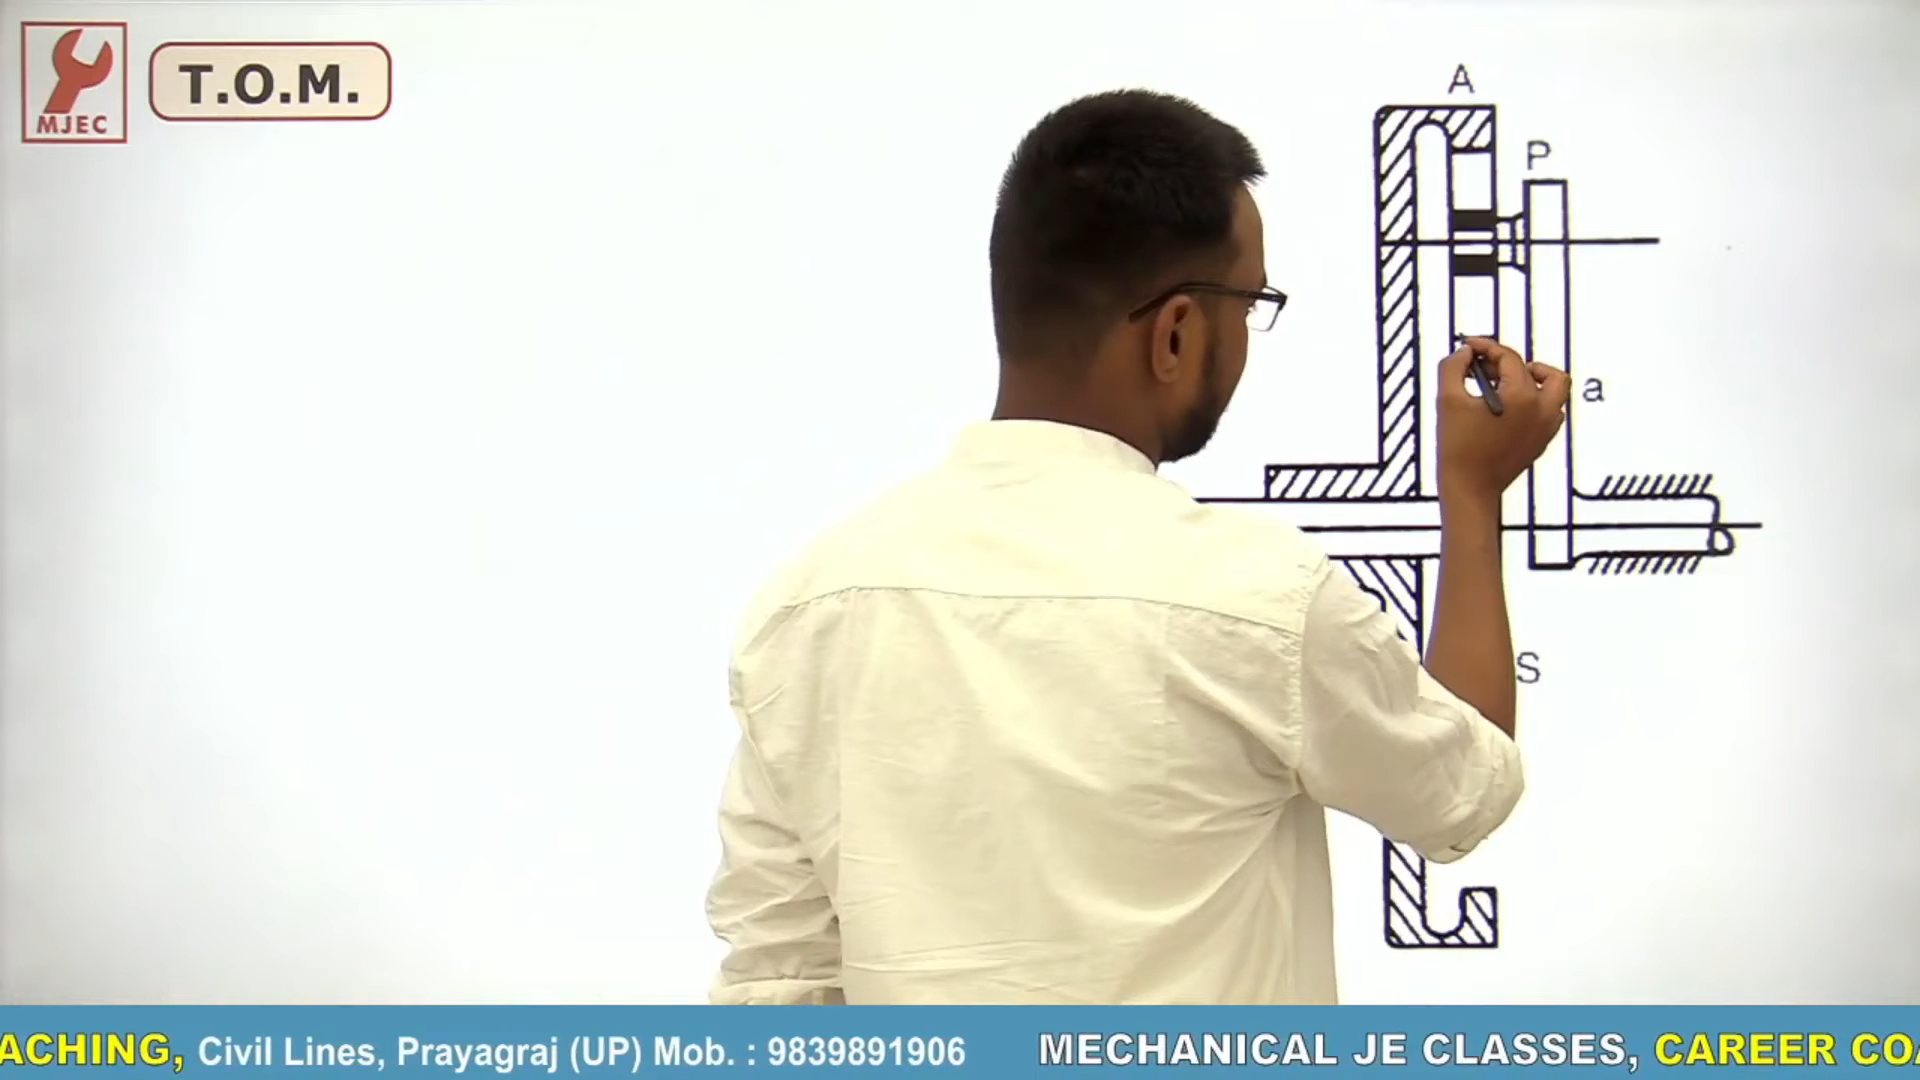 MJEC
T.O.M.
A
P
a
S
ACHING, Civil Lines, Prayagraj (UP) Mob. : 9839891906 MECHANICAL JE CLASSES, CAREER CO